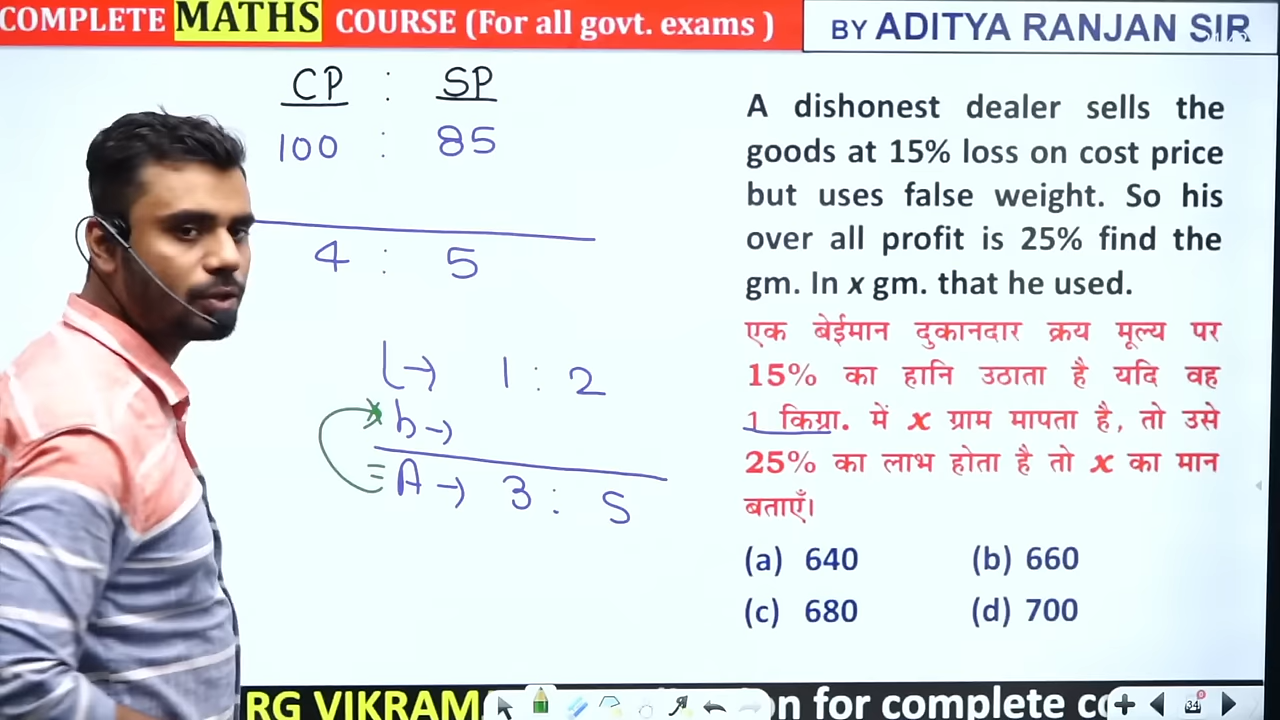 COMPLETE MATHS COURSE (For all govt. exams )
BY ADITYA RANJAN SIR
CP : SP
100 : 85
4 : 5
l→ 1 : 2
b→
= A→ 3 : 5
A dishonest dealer sells the
goods at 15% loss on cost price
but uses false weight. So his
over all profit is 25% find the
gm. In x gm. that he used.
एक बेईमान दुकानदार क्रय मूल्य पर
15% का हानि उठाता है यदि वह
1 किग्रा. में x ग्राम मापता है, तो उसे
25% का लाभ होता है तो x का मान
बताएँ।
(a) 640 (b) 660
(c) 680 (d) 700
RG VIKRAM
on for complete co
34